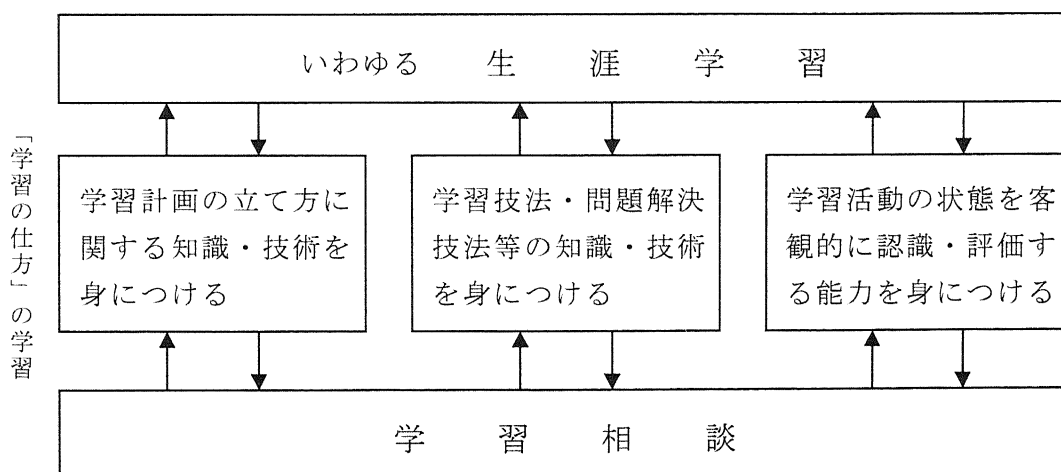 いわゆる 生涯学習
「学習の仕方」の学習
学習計画の立て方に
関する知識・技術を
身につける
学習技法・問題解決
技法等の知識・技術
を身につける
学習活動の状態を客
観的に認識・評価す
る能力を身につける
学習相談